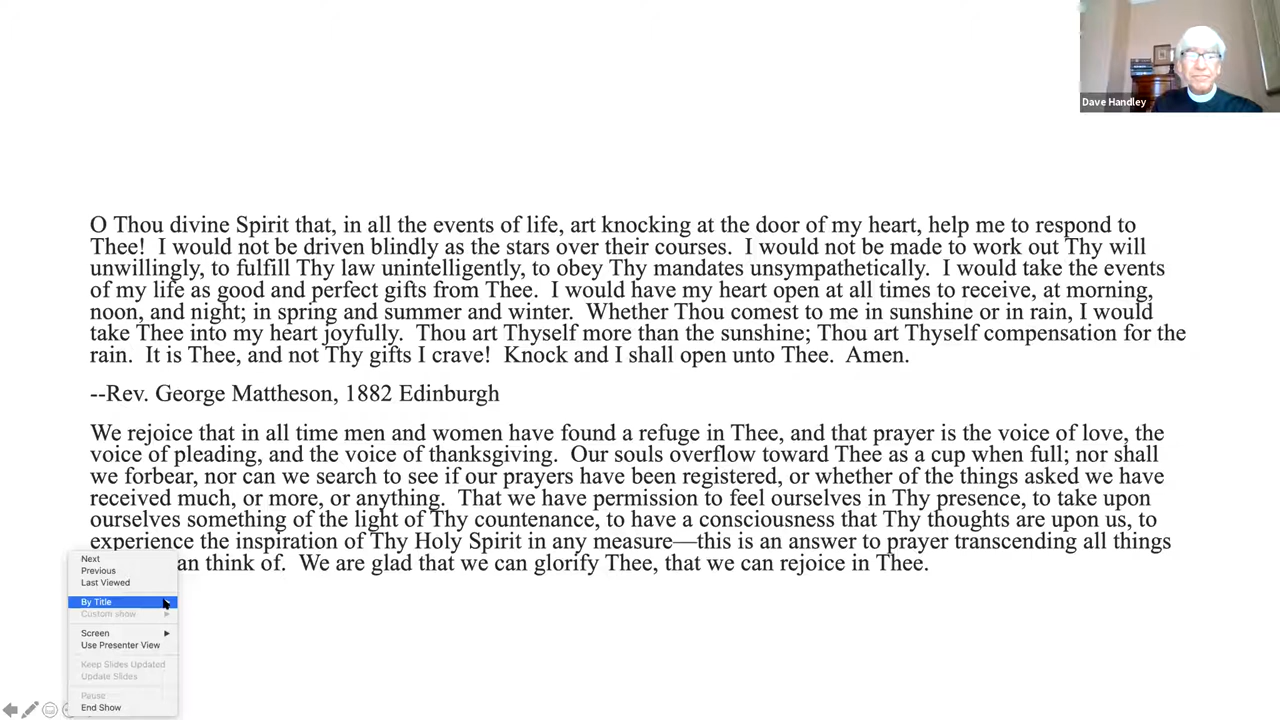 Dave Handley
O Thou divine Spirit that, in all the events of life, art knocking at the door of my heart, help me to respond to
Thee!  I would not be driven blindly as the stars over their courses.  I would not be made to work out Thy will
unwillingly, to fulfill Thy law unintelligently, to obey Thy mandates unsympathetically.  I would take the events
of my life as good and perfect gifts from Thee.  I would have my heart open at all times to receive, at morning,
noon, and night; in spring and summer and winter.  Whether Thou comest to me in sunshine or in rain, I would
take Thee into my heart joyfully.  Thou art Thyself more than the sunshine; Thou art Thyself compensation for the
rain.  It is Thee, and not Thy gifts I crave!  Knock and I shall open unto Thee.  Amen.
--Rev. George Mattheson, 1882 Edinburgh
We rejoice that in all time men and women have found a refuge in Thee, and that prayer is the voice of love, the
voice of pleading, and the voice of thanksgiving.  Our souls overflow toward Thee as a cup when full; nor shall
we forbear, nor can we search to see if our prayers have been registered, or whether of the things asked we have
received much, or more, or anything.  That we have permission to feel ourselves in Thy presence, to take upon
ourselves something of the light of Thy countenance, to have a consciousness that Thy thoughts are upon us, to
experience the inspiration of Thy Holy Spirit in any measure—this is an answer to prayer transcending all things
an think of.  We are glad that we can glorify Thee, that we can rejoice in Thee.
Next
Previous
Last Viewed
By Title
Custom show
Screen
Use Presenter View
Keep Slides Updated
Update Slides
Pause
End Show